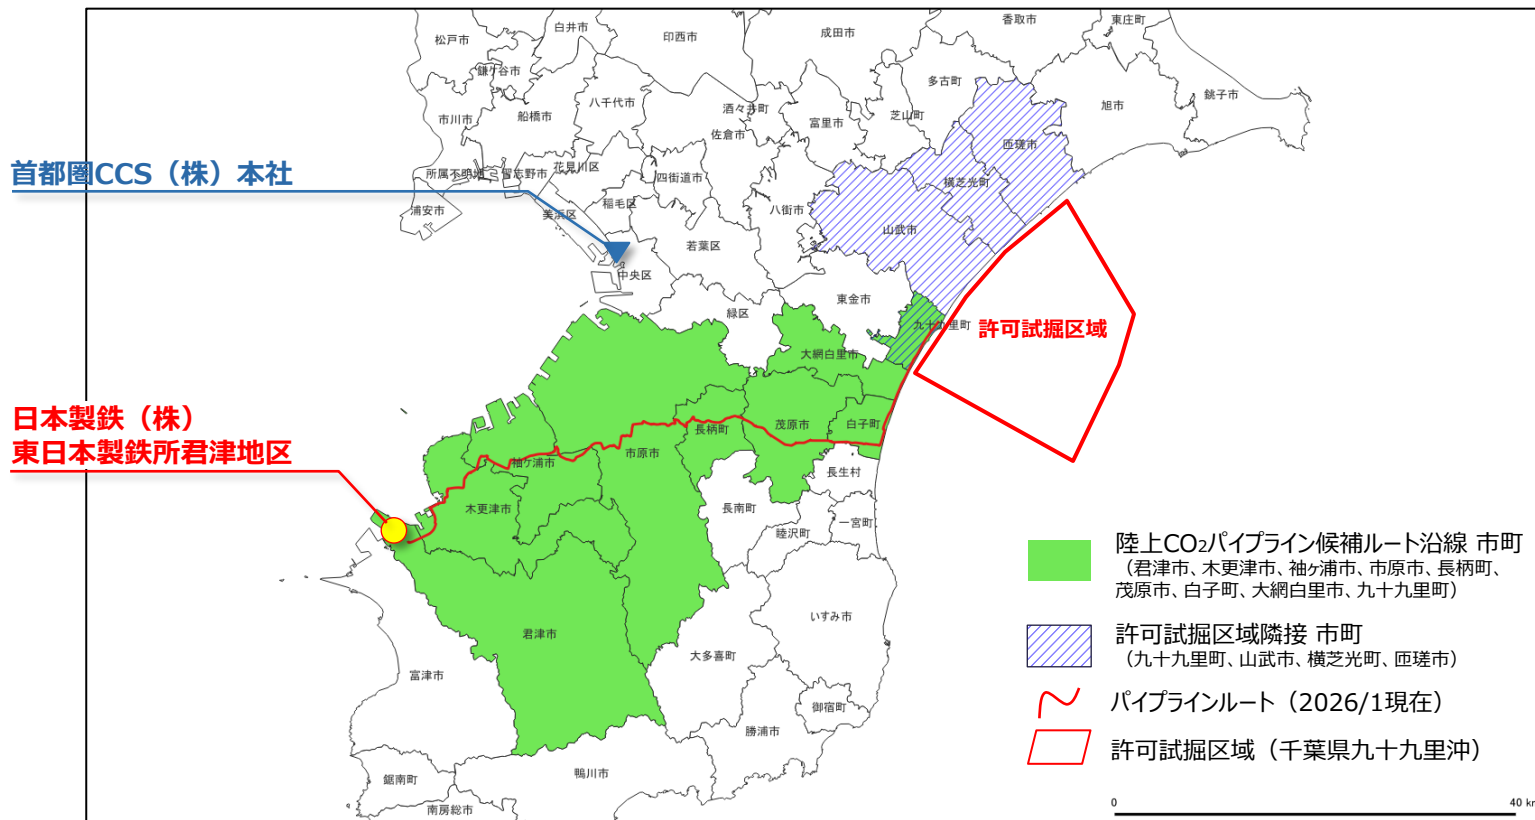 香取市
東庄町
白井市
松戸市
印西市
成田市
鎌ケ谷市
多古町
銚子市
八千代市
酒々井町
旭市
市川市
船橋市
富里市
芝山町
佐倉市
匝瑳市
首都圏CCS（株）本社
所属不明地
習志野市
花見川区
四街道市
横芝光町
浦安市
美浜区
稲毛区
八街市
山武市
若葉区
中央区
東金市
緑区
九十九里町
許可試掘区域
大網白里市
日本製鉄（株）
東日本製鉄所君津地区
長柄町
茂原市
白子町
市原市
袖ケ浦市
長生村
木更津市
長南町
睦沢町
一宮町
陸上CO₂パイプライン候補ルート沿線 市町
（君津市、木更津市、袖ヶ浦市、市原市、長柄町、
茂原市、白子町、大網白里市、九十九里町）
いすみ市
君津市
許可試掘区域隣接 市町
（九十九里町、山武市、横芝光町、匝瑳市）
大多喜町
富津市
パイプラインルート（2026/1現在）
御宿町
勝浦市
許可試掘区域（千葉県九十九里沖）
鋸南町
鴨川市
南房総市
0
40 km